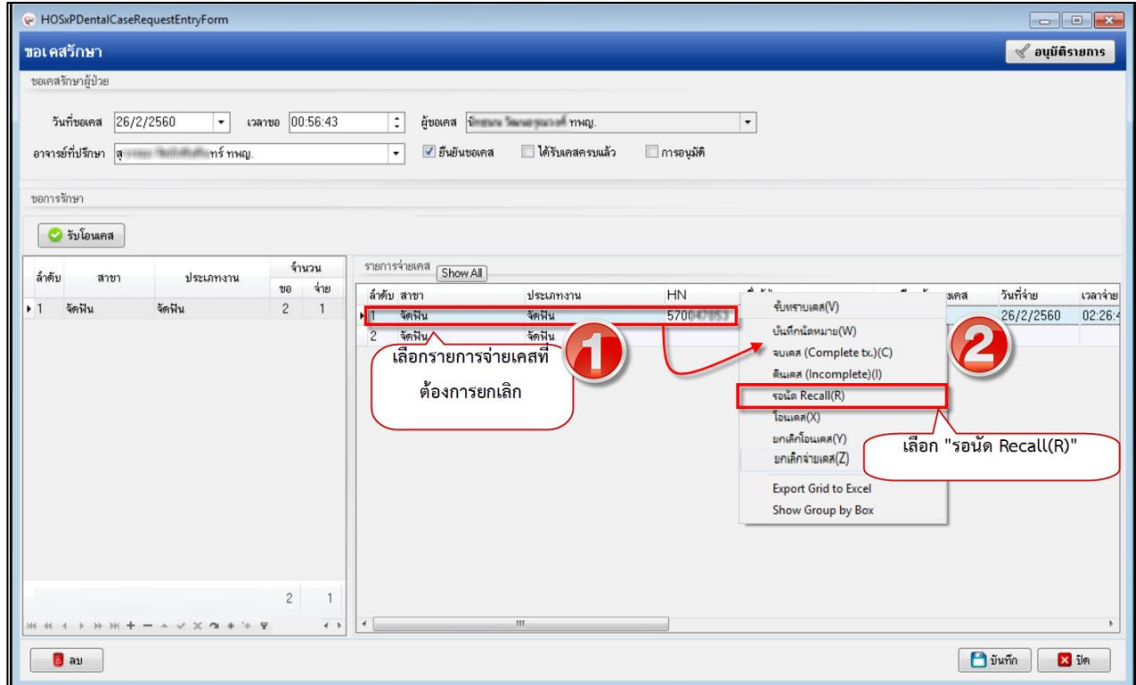 HOSxPDentalCaseRequestEntryForm
ขอเคสรักษา
อนุมัติรายการ
ขอเคสรักษาผู้ป่วย
วันที่ขอเคส 26/2/2560 เวลาขอ 00:56:43 ผู้ขอเคส ทพญ.
อาจารย์ที่ปรึกษา ทพญ. ยืนยันขอเคส ได้รับเคสครบแล้ว การอนุมัติ
ขอการรักษา
รับโอนเคส
ลำดับ สาขา ประเภทงาน จำนวน
ขอ จ่าย
1 จัดฟัน จัดฟัน 2 1
2 1
รายการจ่ายเคส Show All
ลำดับ สาขา ประเภทงาน HN วันที่จ่าย เวลาจ่าย
1 จัดฟัน จัดฟัน 26/2/2560 02:26:4
2 จัดฟัน จัดฟัน
เลือกรายการจ่ายเคสที่
ต้องการยกเลิก
1
รับทราบเคส(V)
บันทึกนัดหมาย(W)
จบเคส (Complete tx.)(C)
คืนเคส (Incomplete)(I)
รอนัด Recall(R)
โอนเคส(X)
ยกเลิกโอนเคส(Y)
ยกเลิกจ่ายเคส(Z)
Export Grid to Excel
Show Group by Box
2
เลือก "รอนัด Recall(R)"
ลบ
บันทึก
ปิด